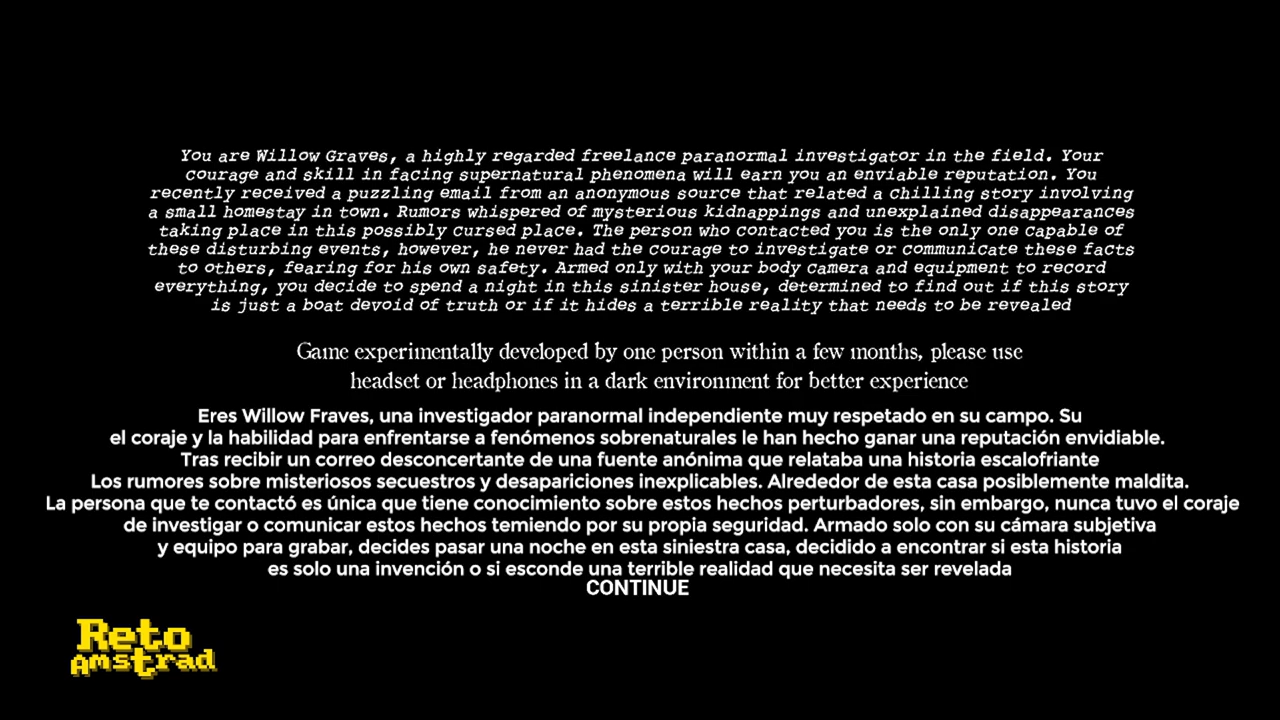 You are Willow Graves, a highly regarded freelance paranormal investigator in the field. Your
courage and skill in facing supernatural phenomena will earn you an enviable reputation. You
recently received a puzzling email from an anonymous source that related a chilling story involving
a small homestay in town. Rumors whispered of mysterious kidnappings and unexplained disappearances
taking place in this possibly cursed place. The person who contacted you is the only one capable of
these disturbing events, however, he never had the courage to investigate or communicate these facts
to others, fearing for his own safety. Armed only with your body camera and equipment to record
everything, you decide to spend a night in this sinister house, determined to find out if this story
is just a boat devoid of truth or if it hides a terrible reality that needs to be revealed
Game experimentally developed by one person within a few months, please use
headset or headphones in a dark environment for better experience
Eres Willow Fraves, una investigador paranormal independiente muy respetado en su campo. Su
el coraje y la habilidad para enfrentarse a fenómenos sobrenaturales le han hecho ganar una reputación envidiable.
Tras recibir un correo desconcertante de una fuente anónima que relataba una historia escalofriante
Los rumores sobre misteriosos secuestros y desapariciones inexplicables. Alrededor de esta casa posiblemente maldita.
La persona que te contactó es única que tiene conocimiento sobre estos hechos perturbadores, sin embargo, nunca tuvo el coraje
de investigar o comunicar estos hechos temiendo por su propia seguridad. Armado solo con su cámara subjetiva
y equipo para grabar, decides pasar una noche en esta siniestra casa, decidido a encontrar si esta historia
es solo una invención o si esconde una terrible realidad que necesita ser revelada
CONTINUE
Reto
Amstrad